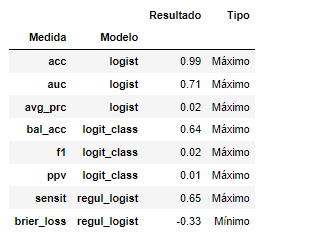 Resultado Tipo
Medida Modelo
acc logist 0.99 Máximo
auc logist 0.71 Máximo
avg_prc logist 0.02 Máximo
bal_acc logit_class 0.64 Máximo
f1 logit_class 0.02 Máximo
ppv logit_class 0.01 Máximo
sensit regul_logist 0.65 Máximo
brier_loss regul_logist -0.33 Mínimo